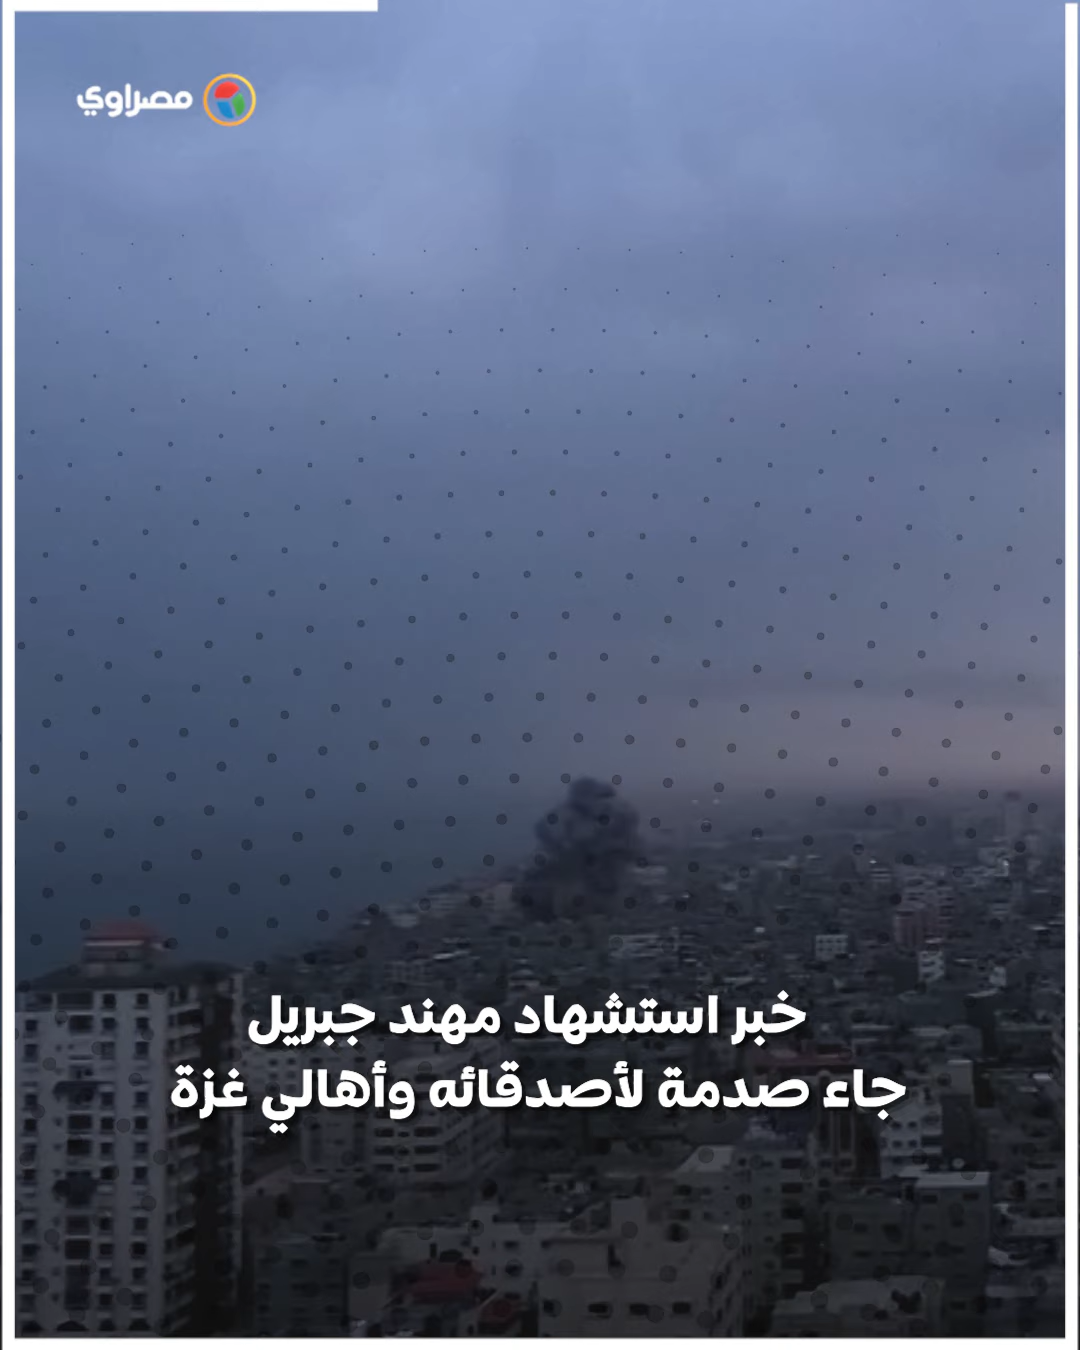 مصراوي
خبر استشهاد مهند جبريل
جاء صدمة لأصدقائه وأهالي غزة